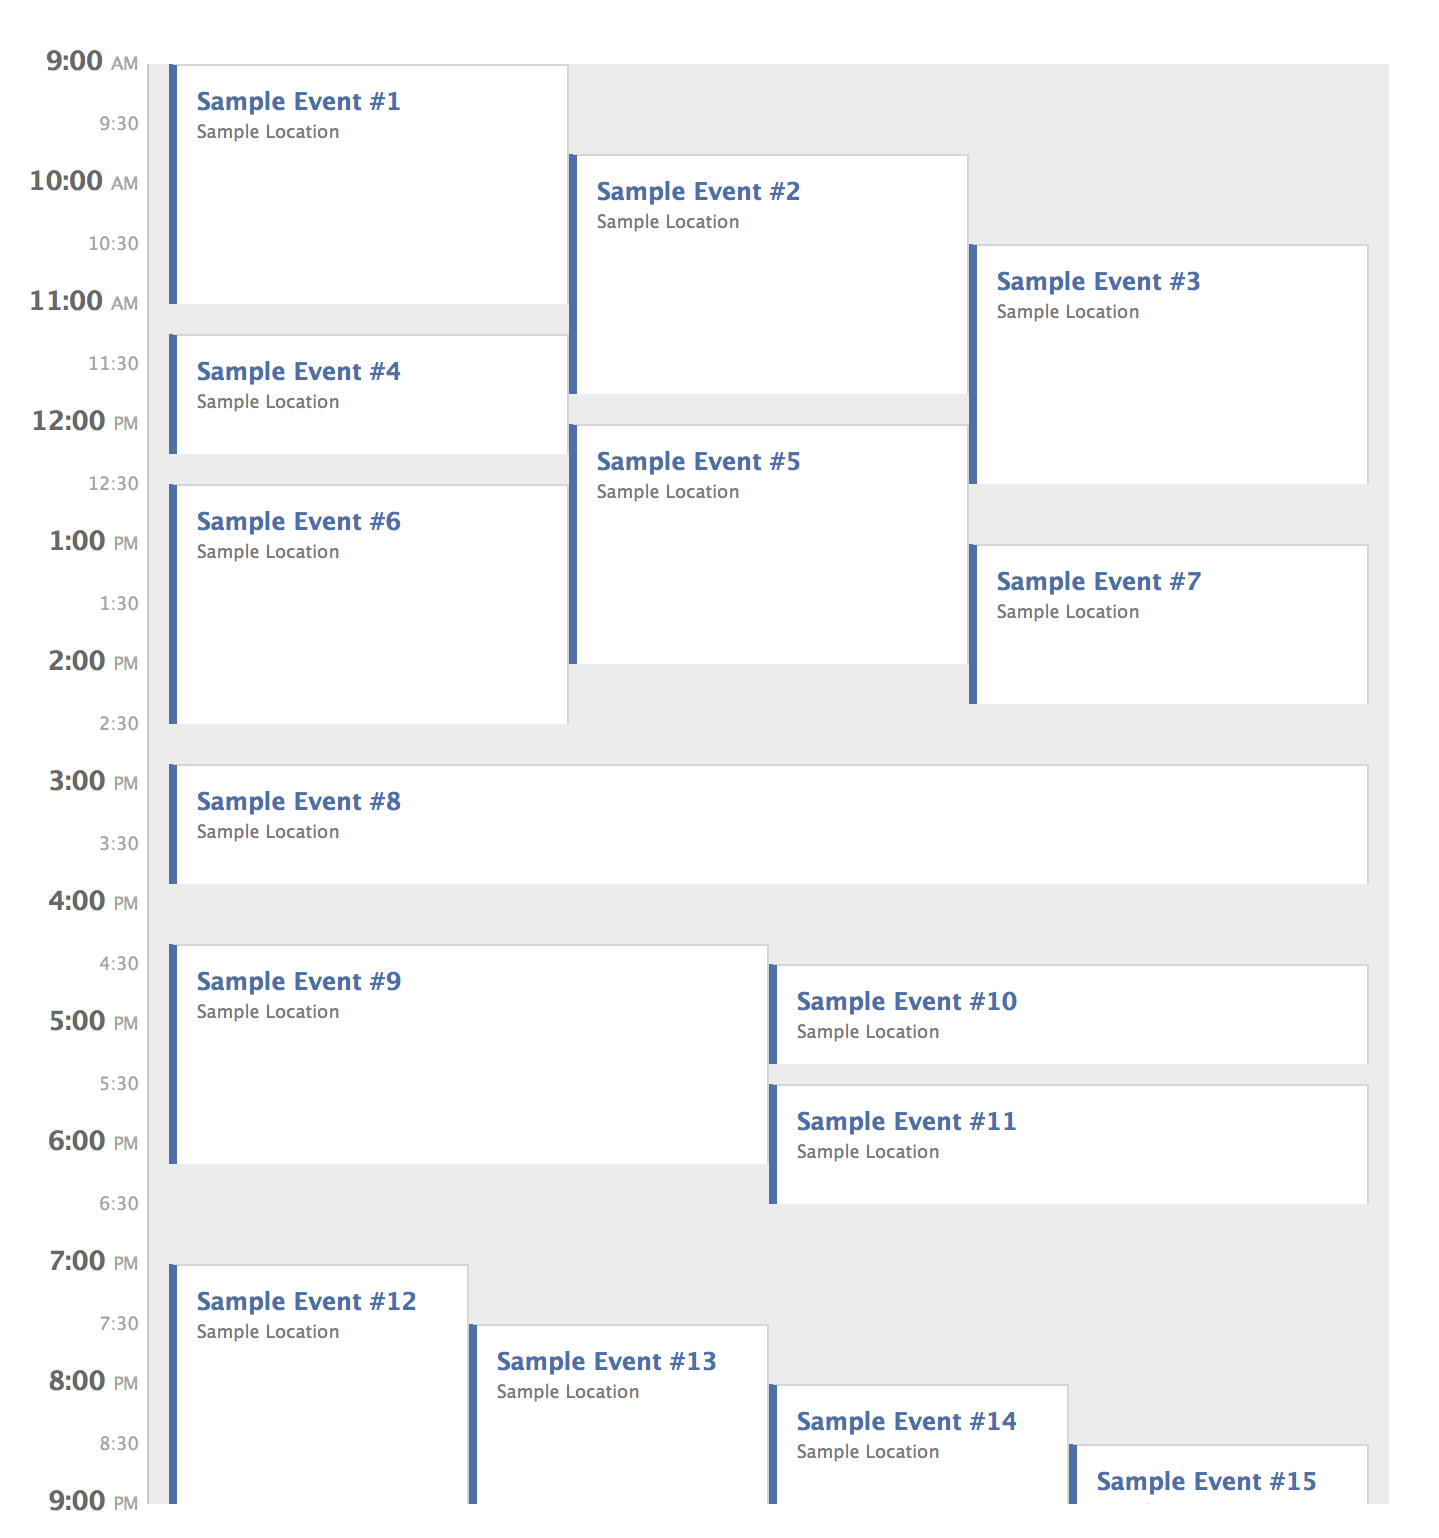 9:00 AM
Sample Event #1
Sample Location
9:30
10:00 AM
Sample Event #2
Sample Location
10:30
Sample Event #3
Sample Location
11:00 AM
11:30
Sample Event #4
Sample Location
12:00 PM
Sample Event #5
Sample Location
12:30
Sample Event #6
Sample Location
1:00 PM
Sample Event #7
Sample Location
1:30
2:00 PM
2:30
3:00 PM
Sample Event #8
Sample Location
3:30
4:00 PM
4:30
Sample Event #9
Sample Location
Sample Event #10
Sample Location
5:00 PM
5:30
Sample Event #11
Sample Location
6:00 PM
6:30
7:00 PM
Sample Event #12
Sample Location
7:30
Sample Event #13
Sample Location
8:00 PM
Sample Event #14
Sample Location
8:30
Sample Event #15
9:00 PM